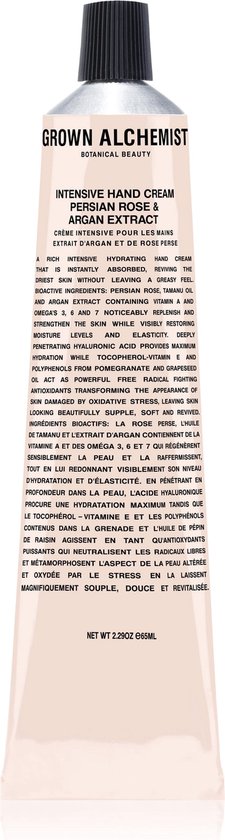 GROWN ALCHEMIST
BOTANICAL BEAUTY
INTENSIVE HAND CREAM
PERSIAN ROSE &
ARGAN EXTRACT
CRÈME INTENSIVE POUR LES MAINS
EXTRAIT D'ARGAN ET DE ROSE PERSE
A RICH INTENSIVE HYDRATING HAND CREAM
THAT IS INSTANTLY ABSORBED, REVIVING THE
DRIEST SKIN WITHOUT LEAVING A GREASY FEEL.
BIOACTIVE INGREDIENTS: PERSIAN ROSE, TAMANU OIL
AND ARGAN EXTRACT CONTAINING VITAMIN A AND
OMEGA'S 3, 6 AND 7 NOTICEABLY REPLENISH AND
STRENGTHEN THE SKIN WHILE VISIBLY RESTORING
MOISTURE LEVELS AND ELASTICITY. DEEPLY
PENETRATING HYALURONIC ACID PROVIDES MAXIMUM
HYDRATION WHILE TOCOPHEROL-VITAMIN E AND
POLYPHENOLS FROM POMEGRANATE AND GRAPESEED
OIL ACT AS POWERFUL FREE RADICAL FIGHTING
ANTIOXIDANTS TRANSFORMING THE APPEARANCE OF
SKIN DAMAGED BY OXIDATIVE STRESS, LEAVING SKIN
LOOKING BEAUTIFULLY SUPPLE, SOFT AND REVIVED.
INGRÉDIENTS BIOACTIFS: LA ROSE PERSE, L'HUILE
DE TAMANU ET L'EXTRAIT D'ARGAN CONTENANT DE LA
VITAMINE A ET DES OMÉGA 3, 6 ET 7 QUI RÉGÉNÈRENT
SENSIBLEMENT LA PEAU ET LA RAFFERMISSENT,
TOUT EN LUI REDONNANT VISIBLEMENT SON NIVEAU
D'HYDRATATION ET D'ÉLASTICITÉ. EN PÉNÉTRANT EN
PROFONDEUR DANS LA PEAU, L'ACIDE HYALURONIQUE
PROCURE UNE HYDRATATION MAXIMUM TANDIS QUE
LE TOCOPHÉROL – VITAMINE E ET LES POLYPHÉNOLS
CONTENUS DANS LA GRENADE ET L'HUILE DE PÉPIN
DE RAISIN AGISSENT EN TANT QU'ANTIOXYDANTS
PUISSANTS QUI NEUTRALISENT LES RADICAUX LIBRES
ET MÉTAMORPHOSENT L'ASPECT DE LA PEAU ALTÉRÉE
ET OXYDÉE PAR LE STRESS EN LA LAISSENT
MAGNIFIQUEMENT SOUPLE, DOUCE ET REVITALISÉE.
NET WT 2.29OZ ℮65ML